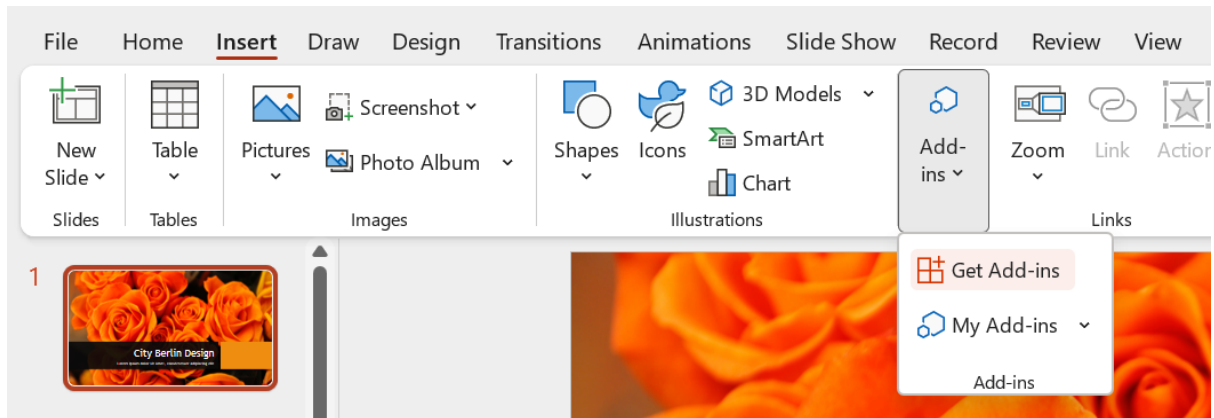 File Home Insert Draw Design Transitions Animations Slide Show Record Review View
New
Slide
Table
Pictures
Screenshot
Photo Album
Shapes
Icons
3D Models
SmartArt
Chart
Add-
ins
Zoom
Link
Action
Slides
Tables
Images
Illustrations
Links
Get Add-ins
My Add-ins
Add-ins
1
City Berlin Design